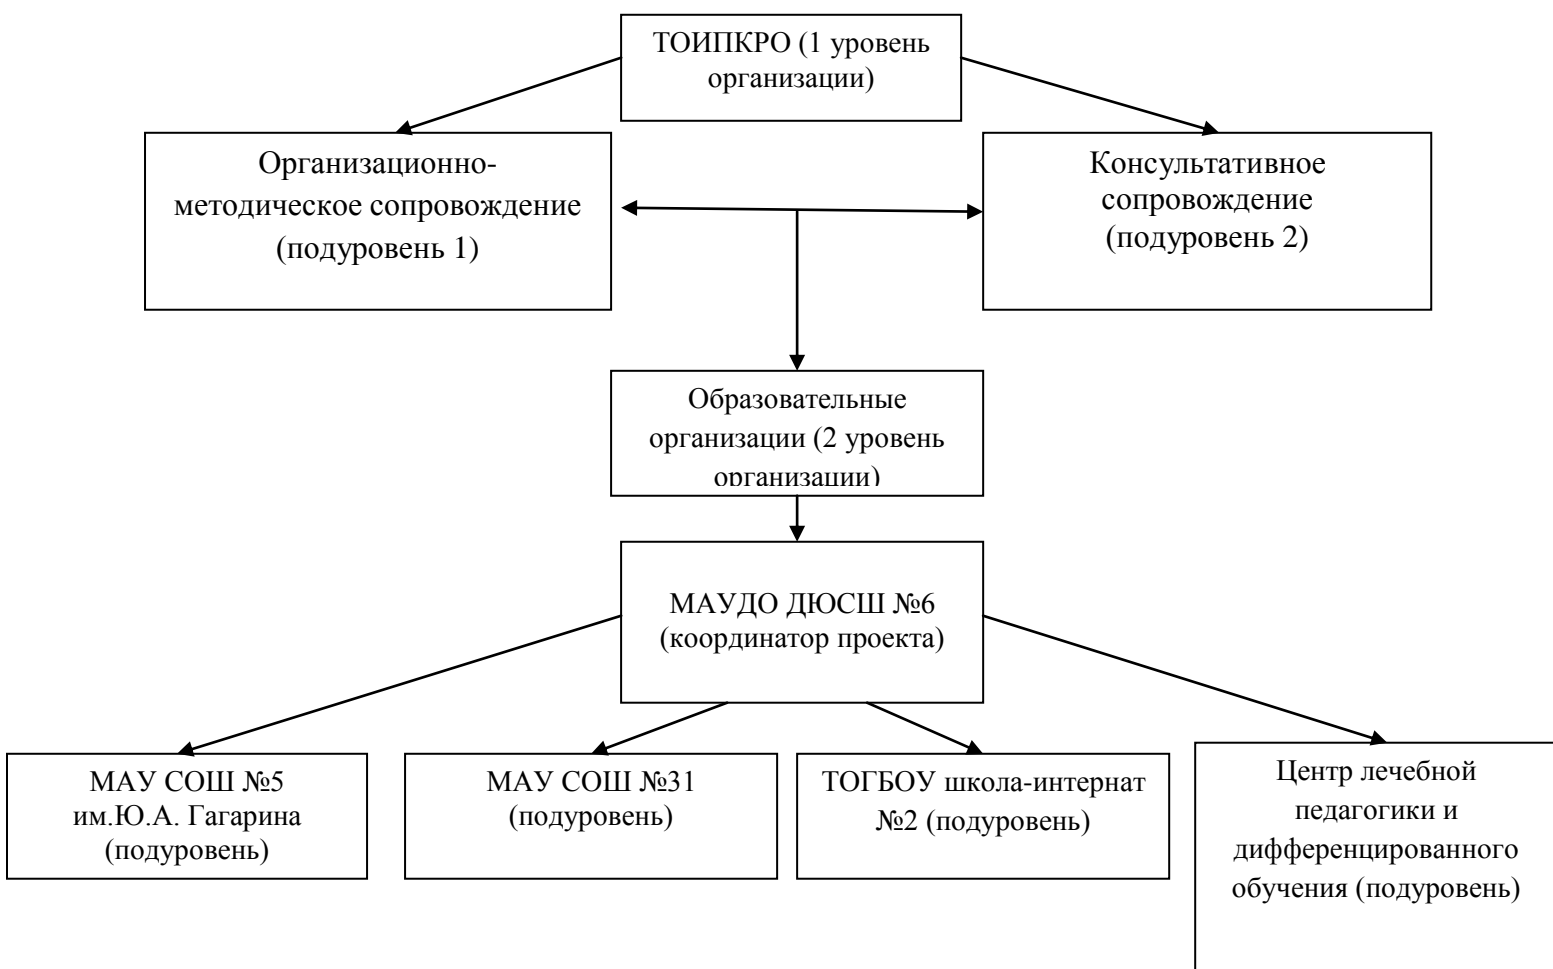 ТОИПКРО (1 уровень
организации)
Организационно-
методическое сопровождение
(подуровень 1)
Консультативное
сопровождение
(подуровень 2)
Образовательные
организации (2 уровень
организации)
МАУДО ДЮСШ №6
(координатор проекта)
МАУ СОШ №5
им.Ю.А. Гагарина
(подуровень)
МАУ СОШ №31
(подуровень)
ТОГБОУ школа-интернат
№2 (подуровень)
Центр лечебной
педагогики и
дифференцированного
обучения (подуровень)